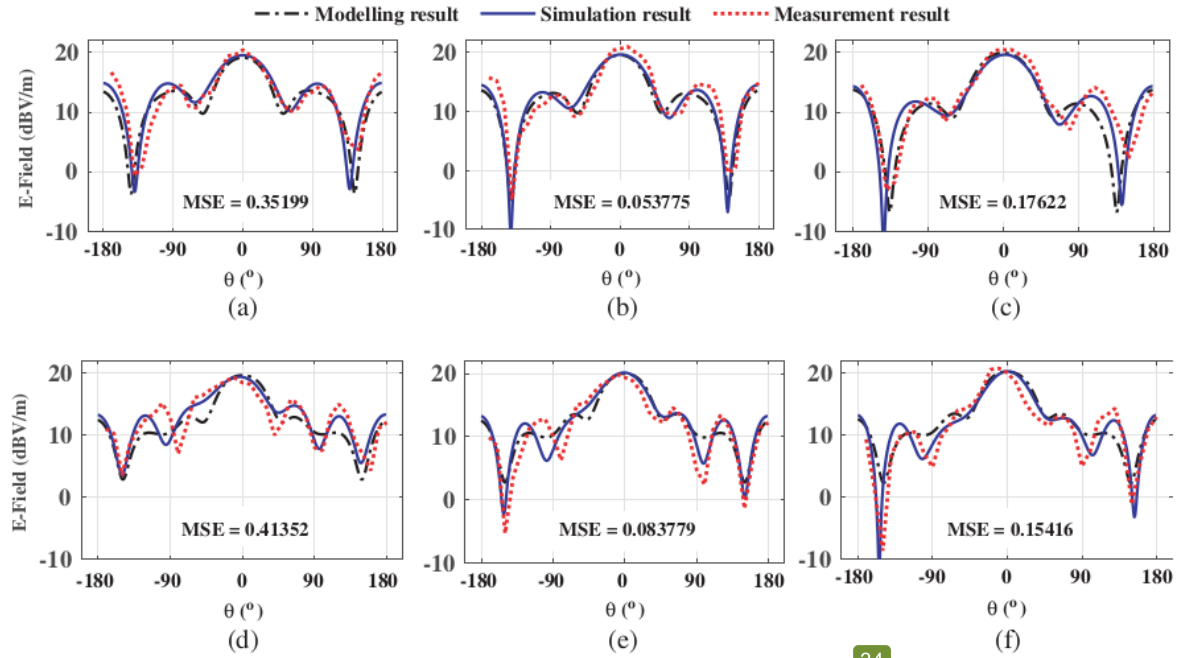 Modelling result Simulation result Measurement result
E-Field (dBV/m)
20
10
0
-10
MSE = 0.35199
-180 -90 0 90 180
θ (°)
(a)
20
10
0
-10
MSE = 0.053775
-180 -90 0 90 180
θ (°)
(b)
20
10
0
-10
MSE = 0.17622
-180 -90 0 90 180
θ (°)
(c)
E-Field (dBV/m)
20
10
0
-10
MSE = 0.41352
-180 -90 0 90 180
θ (°)
(d)
20
10
0
-10
MSE = 0.083779
-180 -90 0 90 180
θ (°)
(e)
20
10
0
-10
MSE = 0.15416
-180 -90 0 90 180
θ (°)
(f)